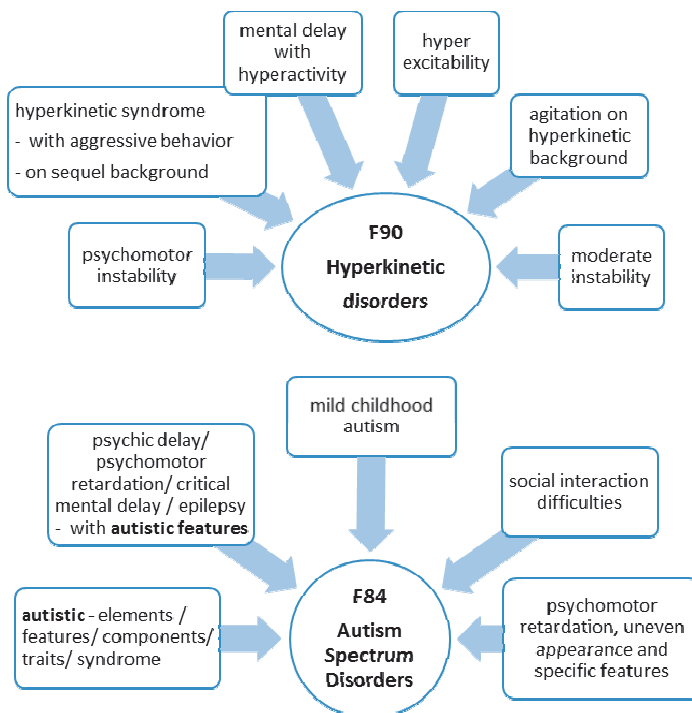 mental delay
with
hyperactivity
hyper
excitability
hyperkinetic syndrome
- with aggressive behavior
- on sequel background
agitation on
hyperkinetic
background
psychomotor
instability
F90
Hyperkinetic
disorders
moderate
instability
mild childhood
autism
psychic delay/
psychomotor
retardation/ critical
mental delay / epilepsy
- with autistic features
social interaction
difficulties
autistic - elements /
features/ components/
traits/ syndrome
F84
Autism
Spectrum
Disorders
psychomotor
retardation, uneven
appearance and
specific features